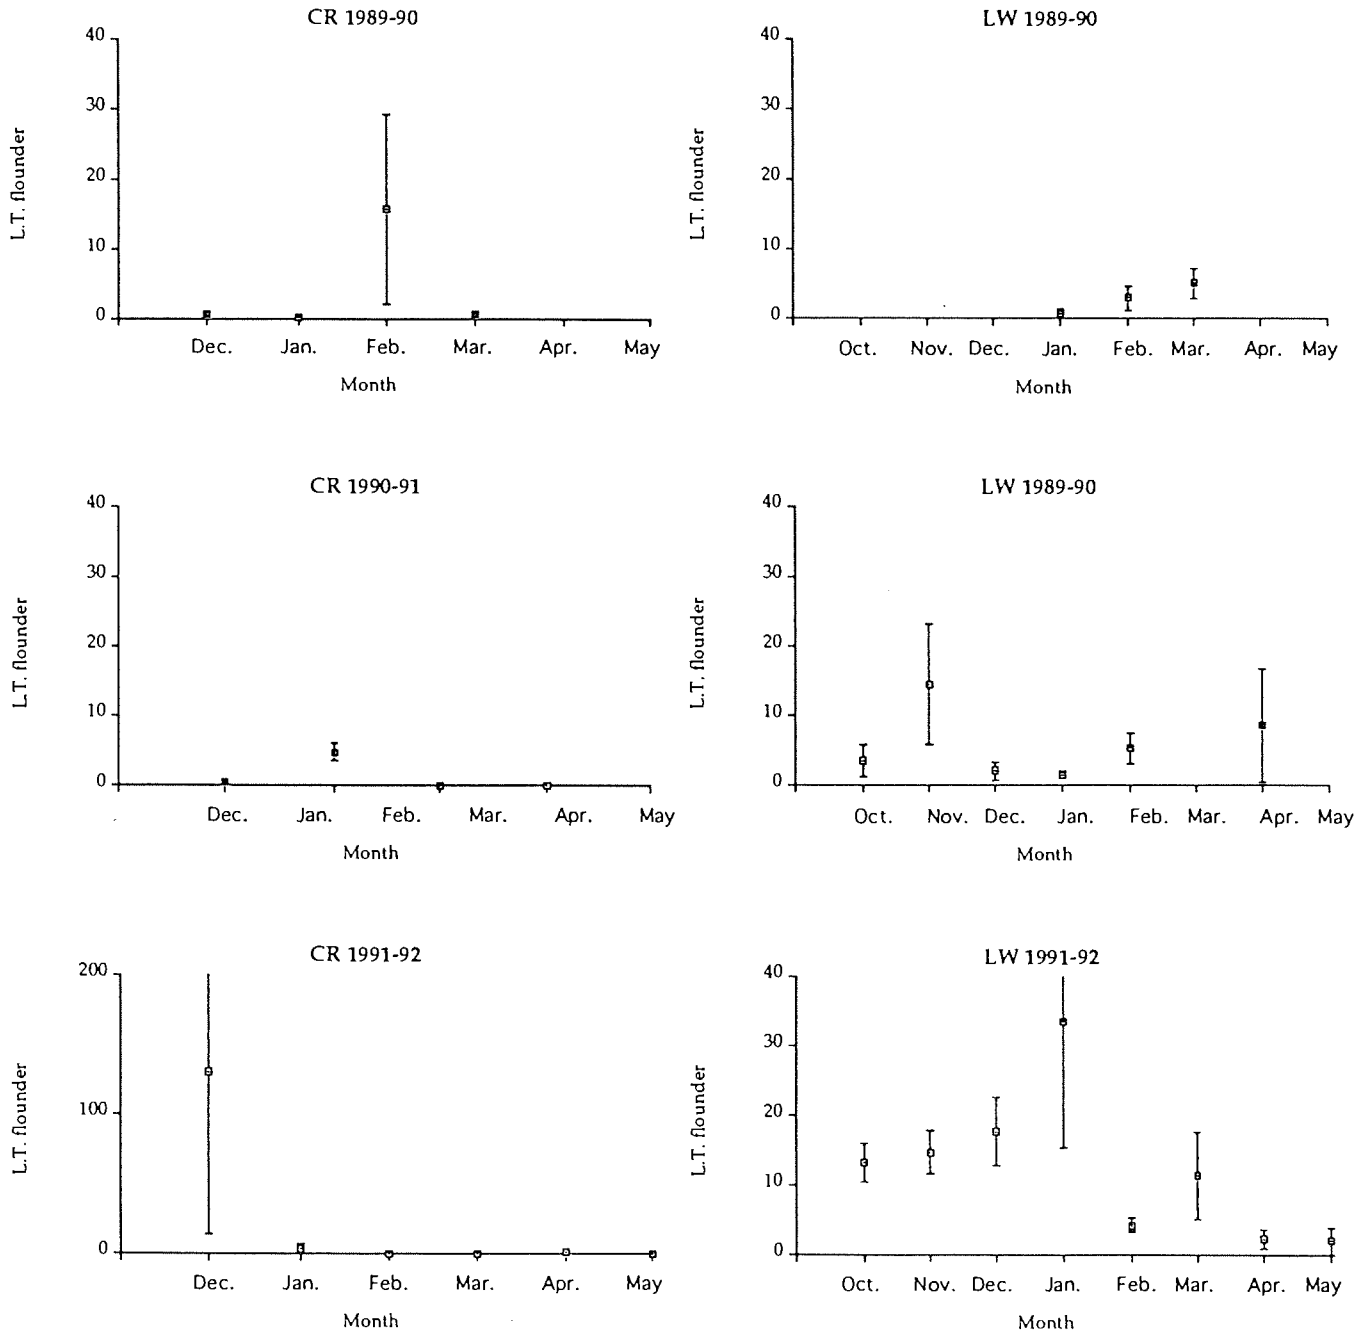 CR 1989-90
40
30
20
10
0
L.T. flounder
Dec. Jan. Feb. Mar. Apr. May
Month
LW 1989-90
40
30
20
10
0
L.T. flounder
Oct. Nov. Dec. Jan. Feb. Mar. Apr. May
Month
CR 1990-91
40
30
20
10
0
L.T. flounder
Dec. Jan. Feb. Mar. Apr. May
Month
LW 1989-90
40
30
20
10
0
L.T. flounder
Oct. Nov. Dec. Jan. Feb. Mar. Apr. May
Month
CR 1991-92
200
100
0
L.T. flounder
Dec. Jan. Feb. Mar. Apr. May
Month
LW 1991-92
40
30
20
10
0
L.T. flounder
Oct. Nov. Dec. Jan. Feb. Mar. Apr. May
Month